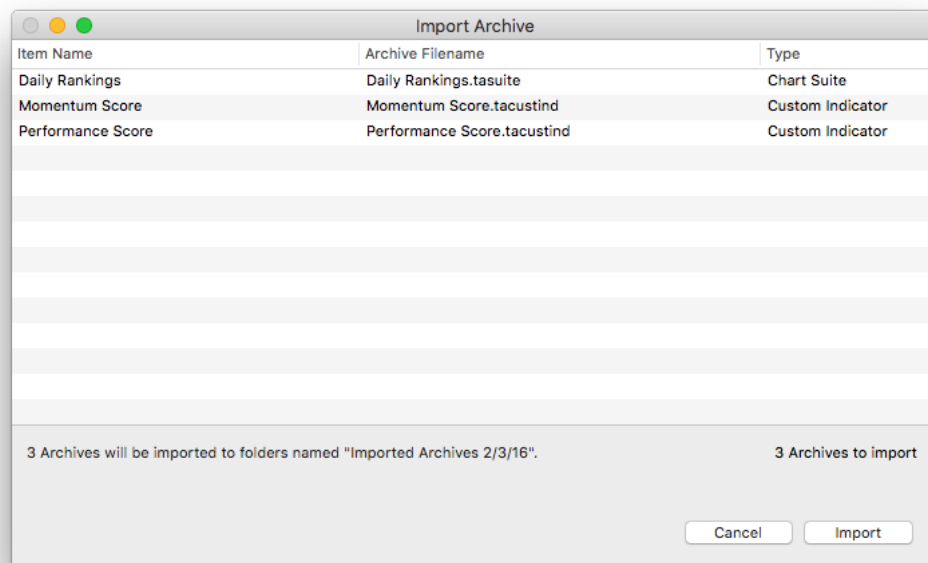 Import Archive
Item Name Archive Filename Type
Daily Rankings Daily Rankings.tasuite Chart Suite
Momentum Score Momentum Score.tacustind Custom Indicator
Performance Score Performance Score.tacustind Custom Indicator
3 Archives will be imported to folders named "Imported Archives 2/3/16". 3 Archives to import
Cancel Import